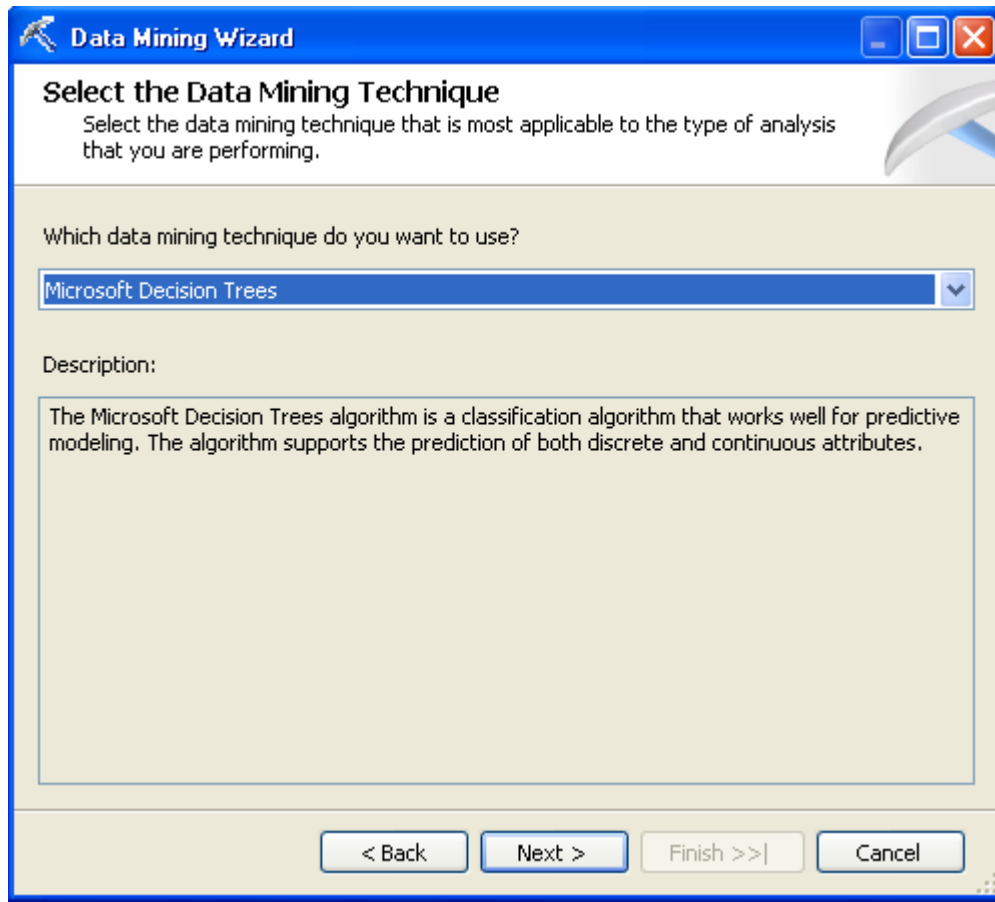 Data Mining Wizard
Select the Data Mining Technique
Select the data mining technique that is most applicable to the type of analysis
that you are performing.
Which data mining technique do you want to use?
Microsoft Decision Trees
Description:
The Microsoft Decision Trees algorithm is a classification algorithm that works well for predictive
modeling. The algorithm supports the prediction of both discrete and continuous attributes.
< Back
Next >
Finish >>|
Cancel